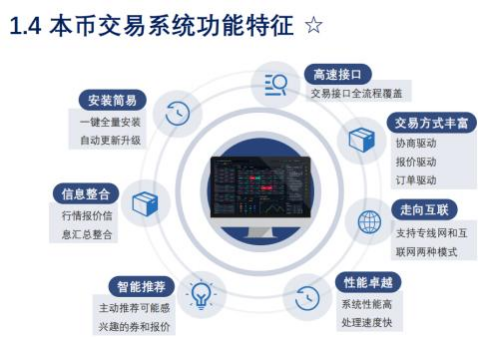 1.4 本币交易系统功能特征 ☆
高速接口
交易接口全流程覆盖
安装简易
一键全量安装
自动更新升级
交易方式丰富
协商驱动
报价驱动
订单驱动
信息整合
行情报价信
息汇总整合
走向互联
支持专线网和互
联网两种模式
智能推荐
主动推荐可能感
兴趣的券和报价
性能卓越
系统性能高
处理速度快